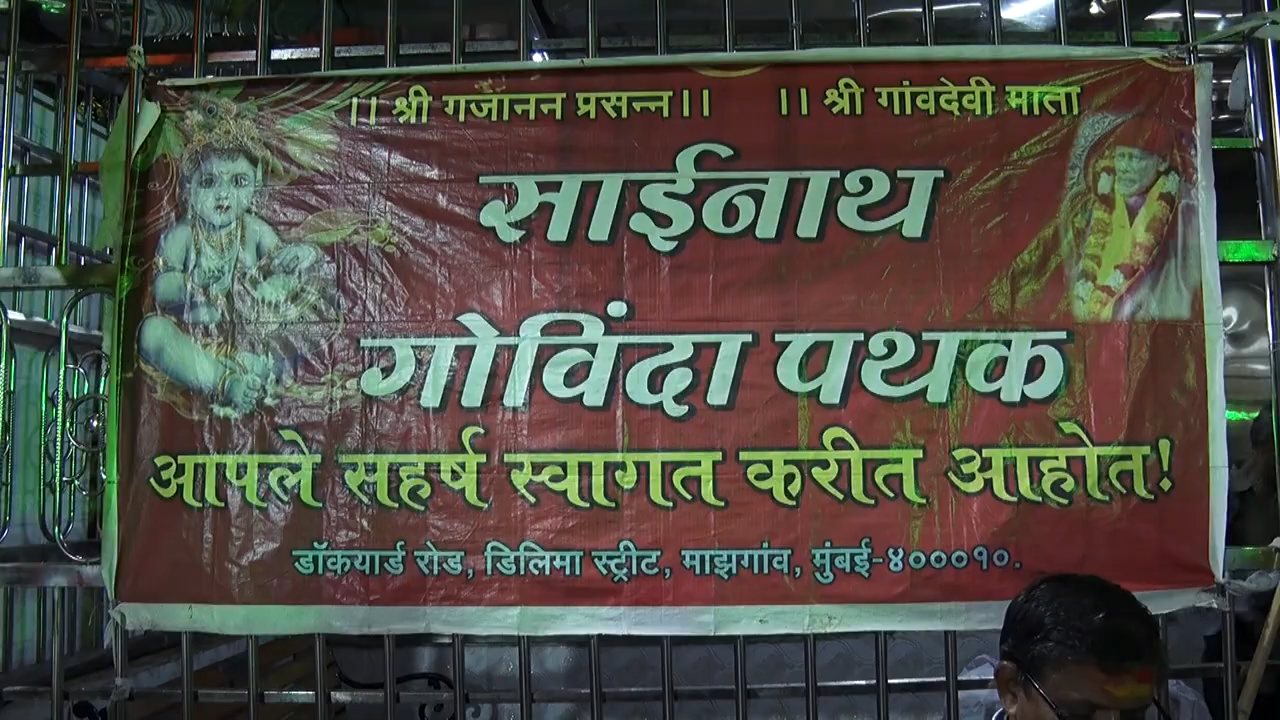 ।। श्री गजानन प्रसन्न।। ।। श्री गांवदेवी माता
साईनाथ
गोविंदा पथक
आपले सहर्ष स्वागत करीत आहोत!
डॉकयार्ड रोड, डिलिमा स्ट्रीट, माझगांव, मुंबई-४०००१०.